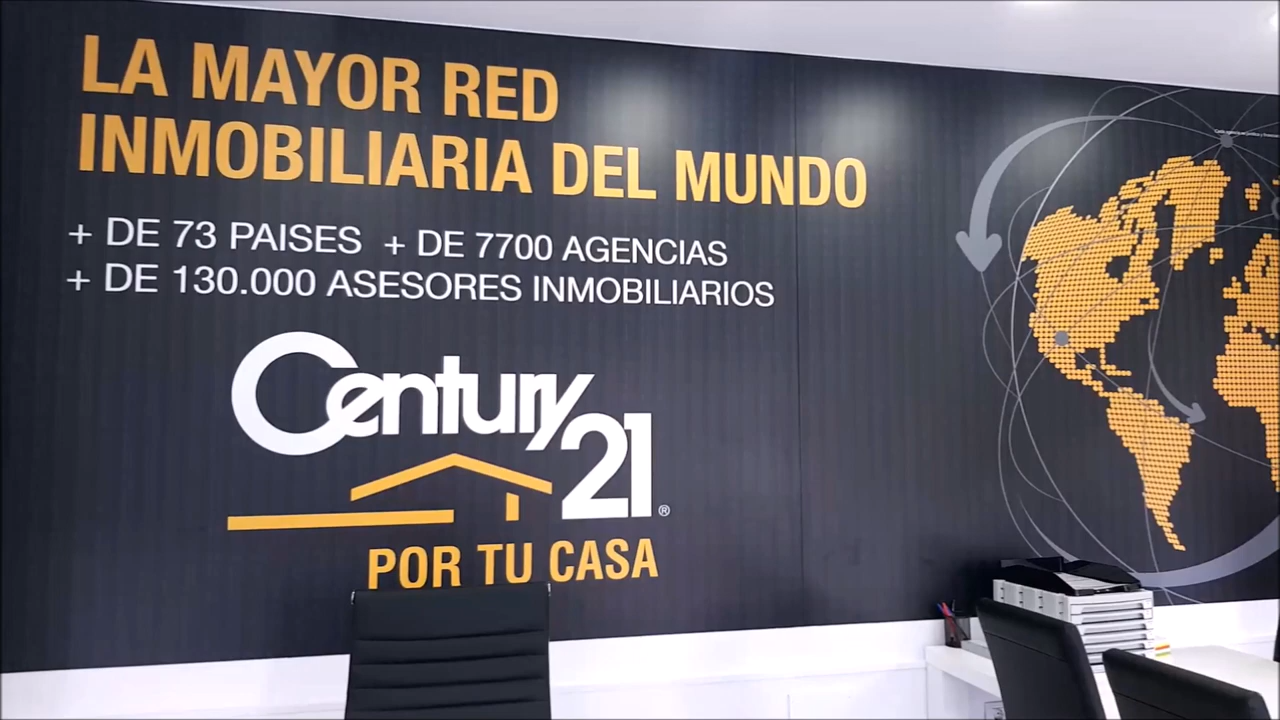 LA MAYOR RED
INMOBILIARIA DEL MUNDO
+ DE 73 PAISES + DE 7700 AGENCIAS
+ DE 130.000 ASESORES INMOBILIARIOS
Century
21®
POR TU CASA